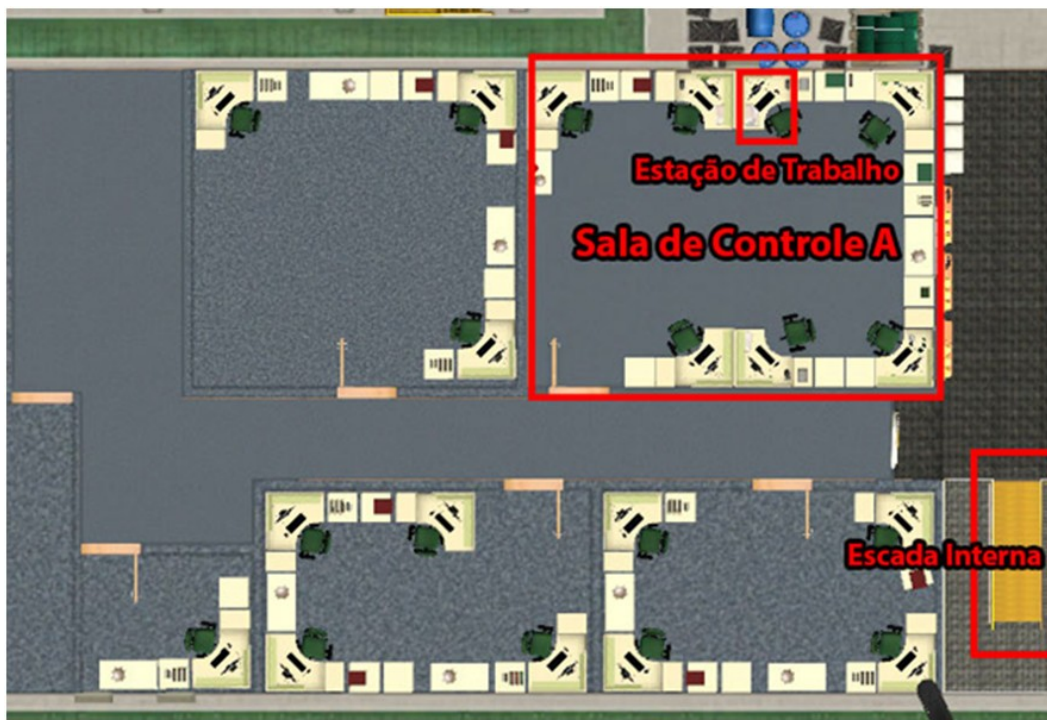 Estação de Trabalho
Sala de Controle A
Escada Interna